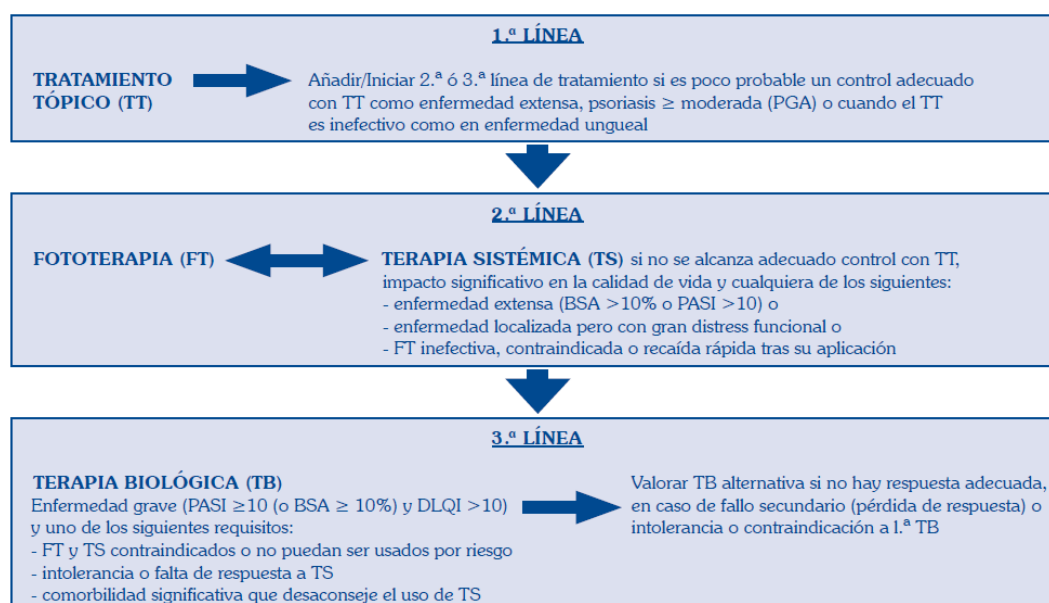 1.ª LÍNEA
TRATAMIENTO
TÓPICO (TT)
Añadir/Iniciar 2.ª ó 3.ª línea de tratamiento si es poco probable un control adecuado
con TT como enfermedad extensa, psoriasis ≥ moderada (PGA) o cuando el TT
es inefectivo como en enfermedad ungueal
2.ª LÍNEA
FOTOTERAPIA (FT)
TERAPIA SISTÉMICA (TS) si no se alcanza adecuado control con TT,
impacto significativo en la calidad de vida y cualquiera de los siguientes:
- enfermedad extensa (BSA >10% o PASI >10) o
- enfermedad localizada pero con gran distress funcional o
- FT inefectiva, contraindicada o recaída rápida tras su aplicación
3.ª LÍNEA
TERAPIA BIOLÓGICA (TB)
Enfermedad grave (PASI ≥10 (o BSA ≥ 10%) y DLQI >10)
y uno de los siguientes requisitos:
- FT y TS contraindicados o no puedan ser usados por riesgo
- intolerancia o falta de respuesta a TS
- comorbilidad significativa que desaconseje el uso de TS
Valorar TB alternativa si no hay respuesta adecuada,
en caso de fallo secundario (pérdida de respuesta) o
intolerancia o contraindicación a 1.ª TB